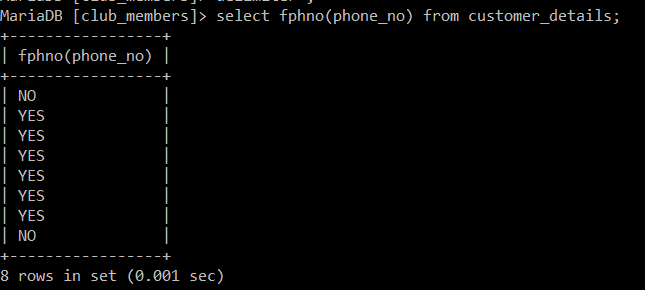 MariaDB [club_members]> select fphno(phone_no) from customer_details;
+-----------------+
| fphno(phone_no) |
+-----------------+
| NO              |
| YES             |
| YES             |
| YES             |
| YES             |
| YES             |
| YES             |
| NO              |
+-----------------+
8 rows in set (0.001 sec)